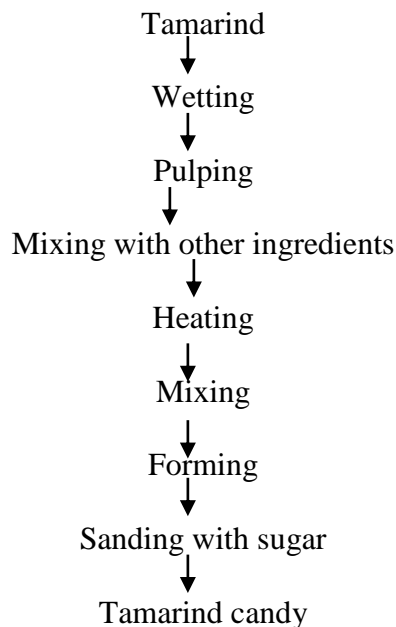 Tamarind
Wetting
Pulping
Mixing with other ingredients
Heating
Mixing
Forming
Sanding with sugar
Tamarind candy